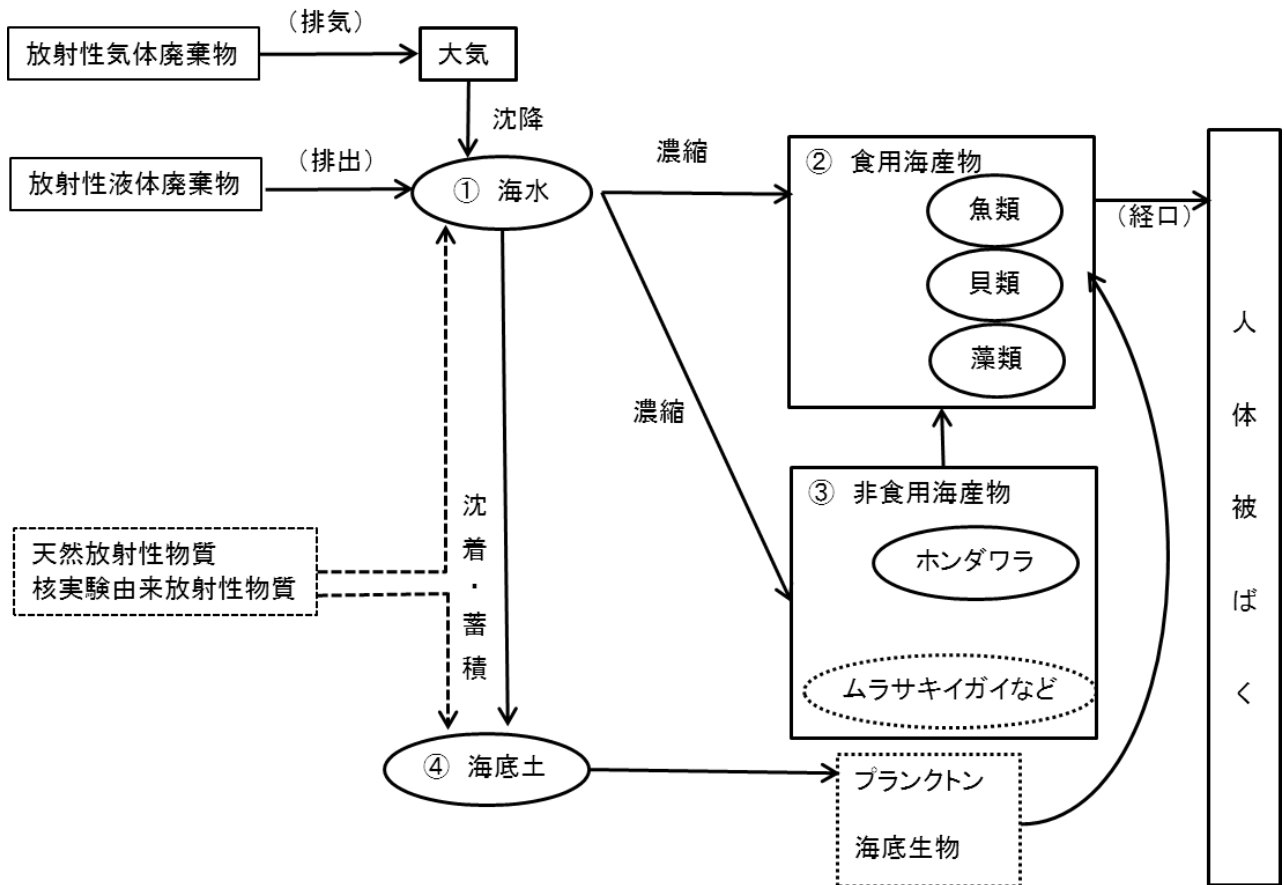 (排気)
放射性気体廃棄物
大気
沈降
(排出)
放射性液体廃棄物
① 海水
濃縮
② 食用海産物
魚類
貝類
藻類
(経口)
人体被ばく
濃縮
③ 非食用海産物
ホンダワラ
ムラサキイガイなど
天然放射性物質
核実験由来放射性物質
沈着・蓄積
④ 海底土
プランクトン
海底生物